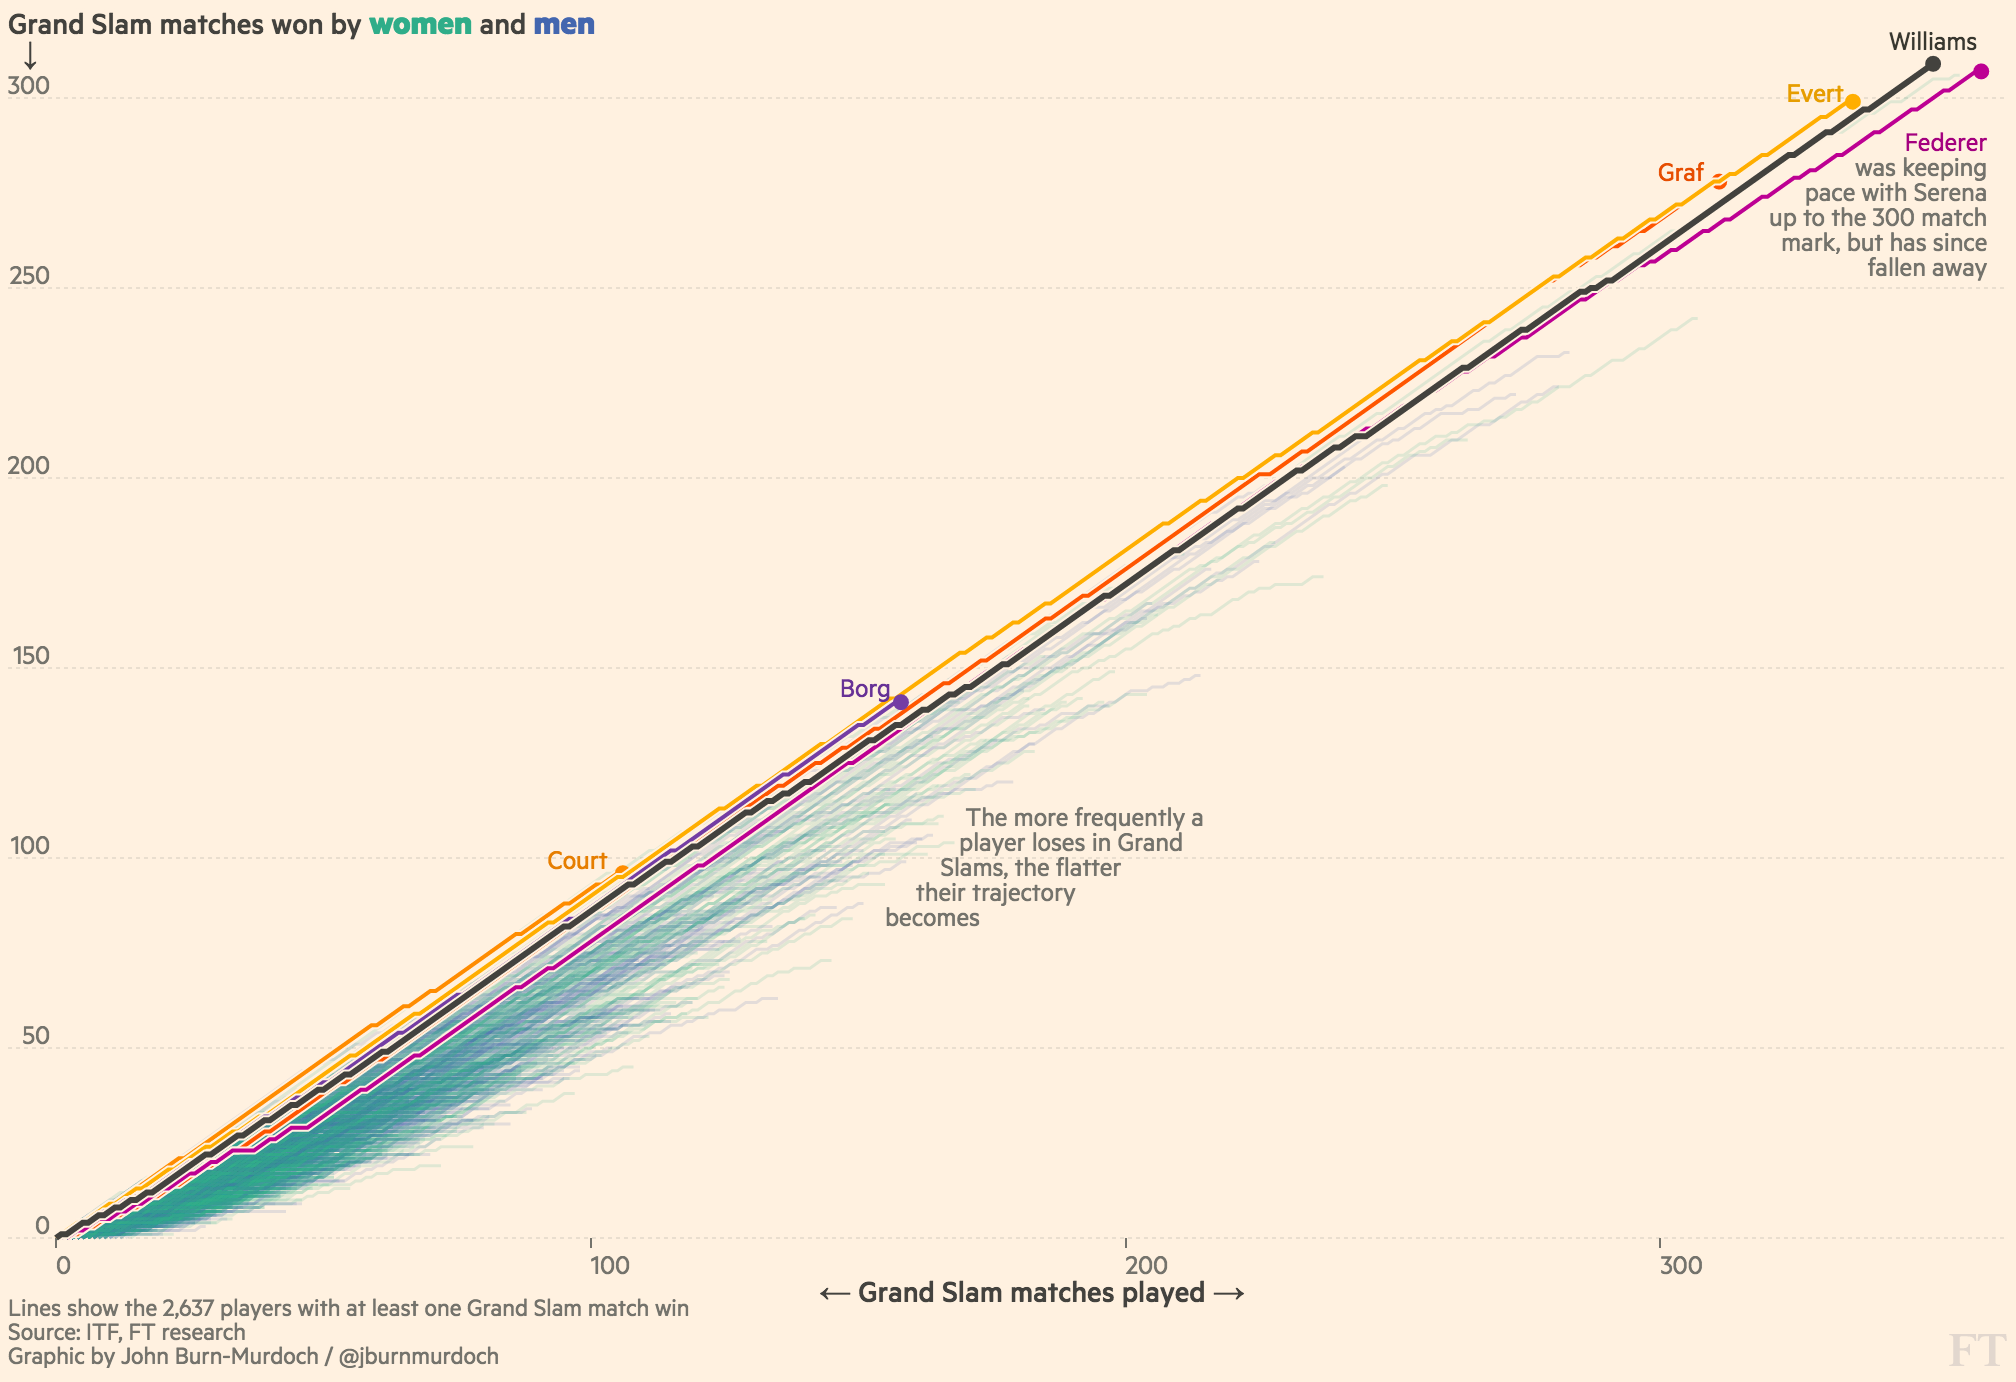 Grand Slam matches won by women and men
↓
Williams
300
Evert
Federer
was keeping
pace with Serena
up to the 300 match
mark, but has since
fallen away
Graf
250
200
150
Borg
The more frequently a
player loses in Grand
Slams, the flatter
their trajectory
becomes
100
Court
50
0
0 100 200 300
← Grand Slam matches played →
Lines show the 2,637 players with at least one Grand Slam match win
Source: ITF, FT research
Graphic by John Burn-Murdoch / @jburnmurdoch
FT